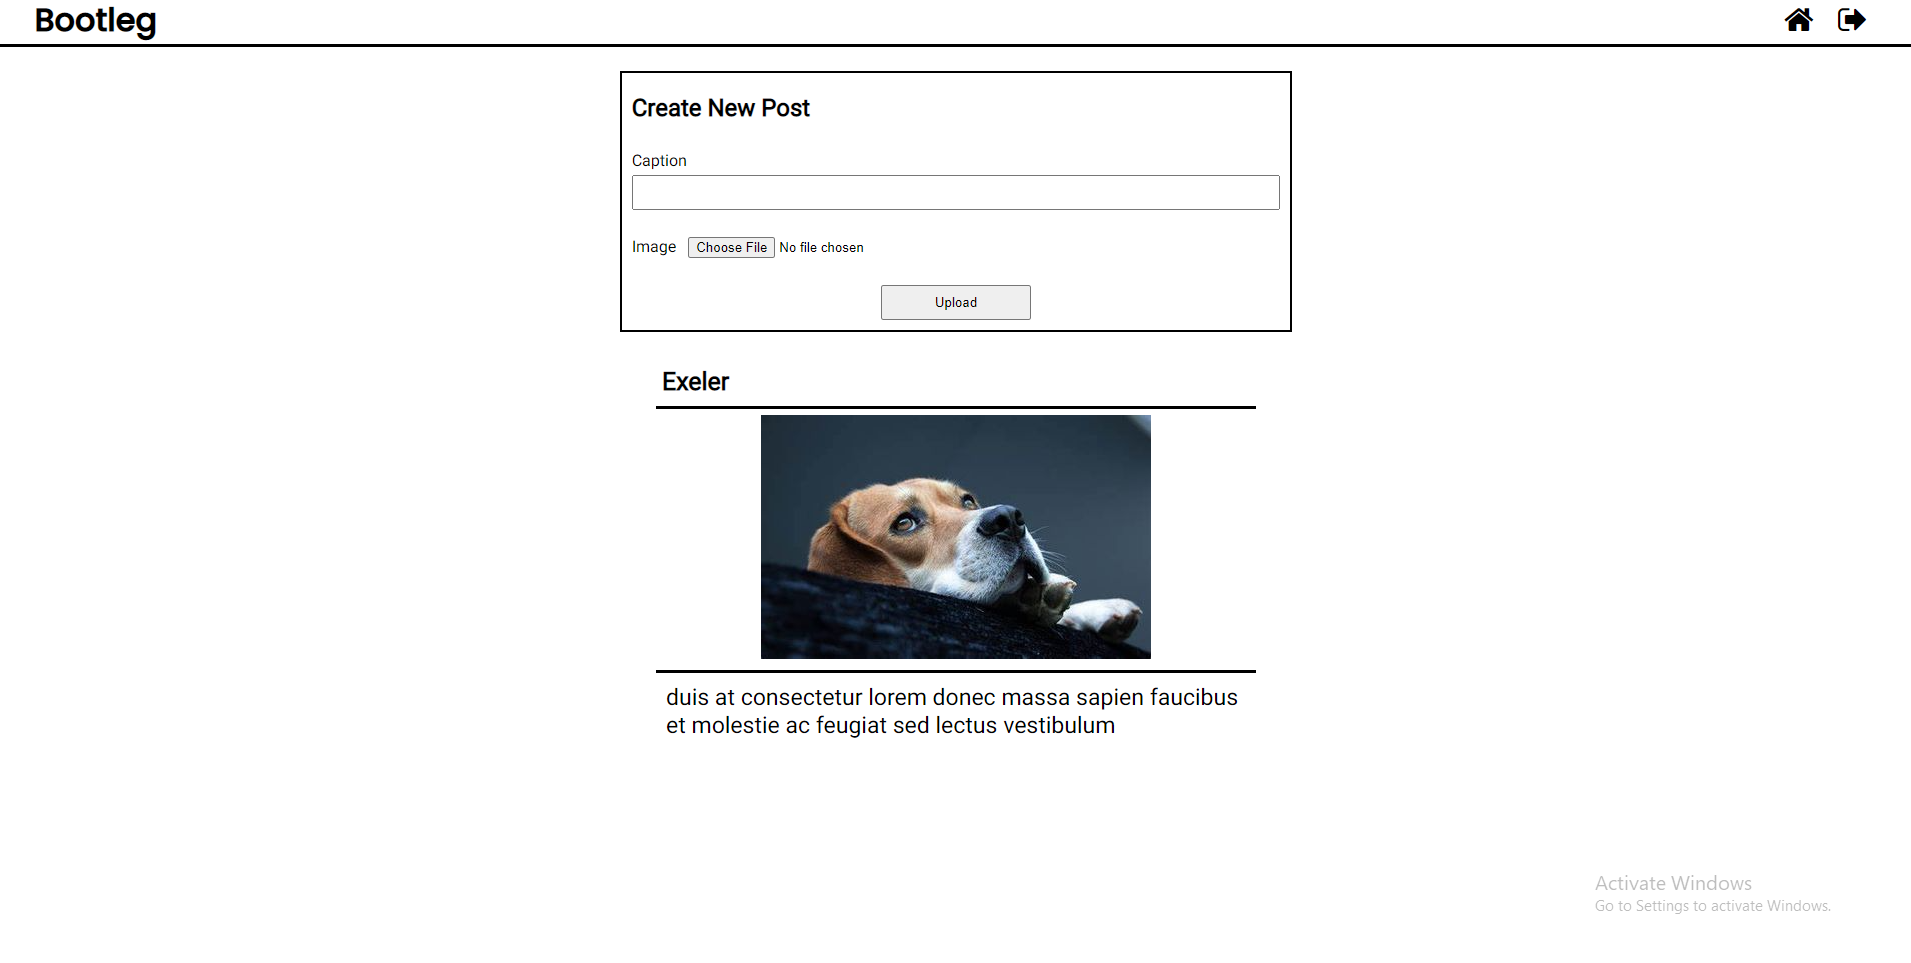 Bootleg
Create New Post
Caption
Image Choose File No file chosen
Upload
Exeler
duis at consectetur lorem donec massa sapien faucibus
et molestie ac feugiat sed lectus vestibulum
Activate Windows
Go to Settings to activate Windows.